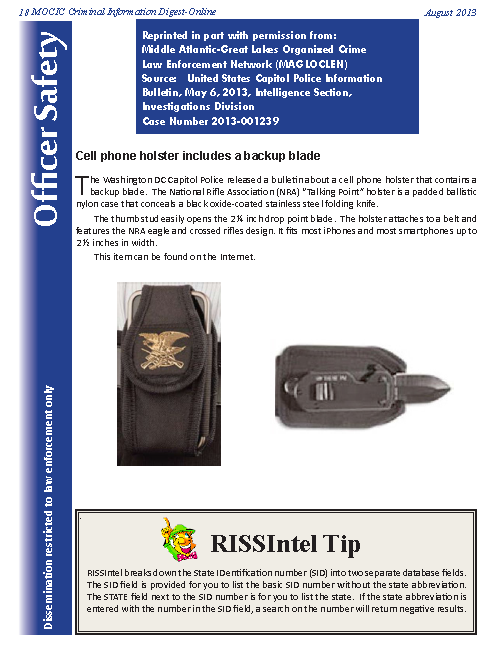 18 MOCIC Criminal Information Digest-Online
August 2013
Officer Safety
Dissemination restricted to law enforcement only
Reprinted in part with permission from:
Middle Atlantic-Great Lakes Organized Crime
Law Enforcement Network (MAGLOCLEN)
Source: United States Capitol Police Information
Bulletin, May 6, 2013, Intelligence Section,
Investigations Division
Case Number 2013-001239
Cell phone holster includes a backup blade
The Washington DC Capitol Police released a bulletin about a cell phone holster that contains a
backup blade. The National Rifle Association (NRA) "Talking Point" holster is a padded ballistic
nylon case that conceals a black oxide-coated stainless steel folding knife.
The thumb stud easily opens the 2¼ inch drop point blade. The holster attaches to a belt and
features the NRA eagle and crossed rifles design. It fits most iPhones and most smartphones up to
2½ inches in width.
This item can be found on the Internet.
RISSIntel Tip
RISSIntel breaks down the State IDentification number (SID) into two separate database fields.
The SID field is provided for you to list the basic SID number without the state abbreviation.
The STATE field next to the SID number is for you to list the state. If the state abbreviation is
entered with the number in the SID field, a search on the number will return negative results.